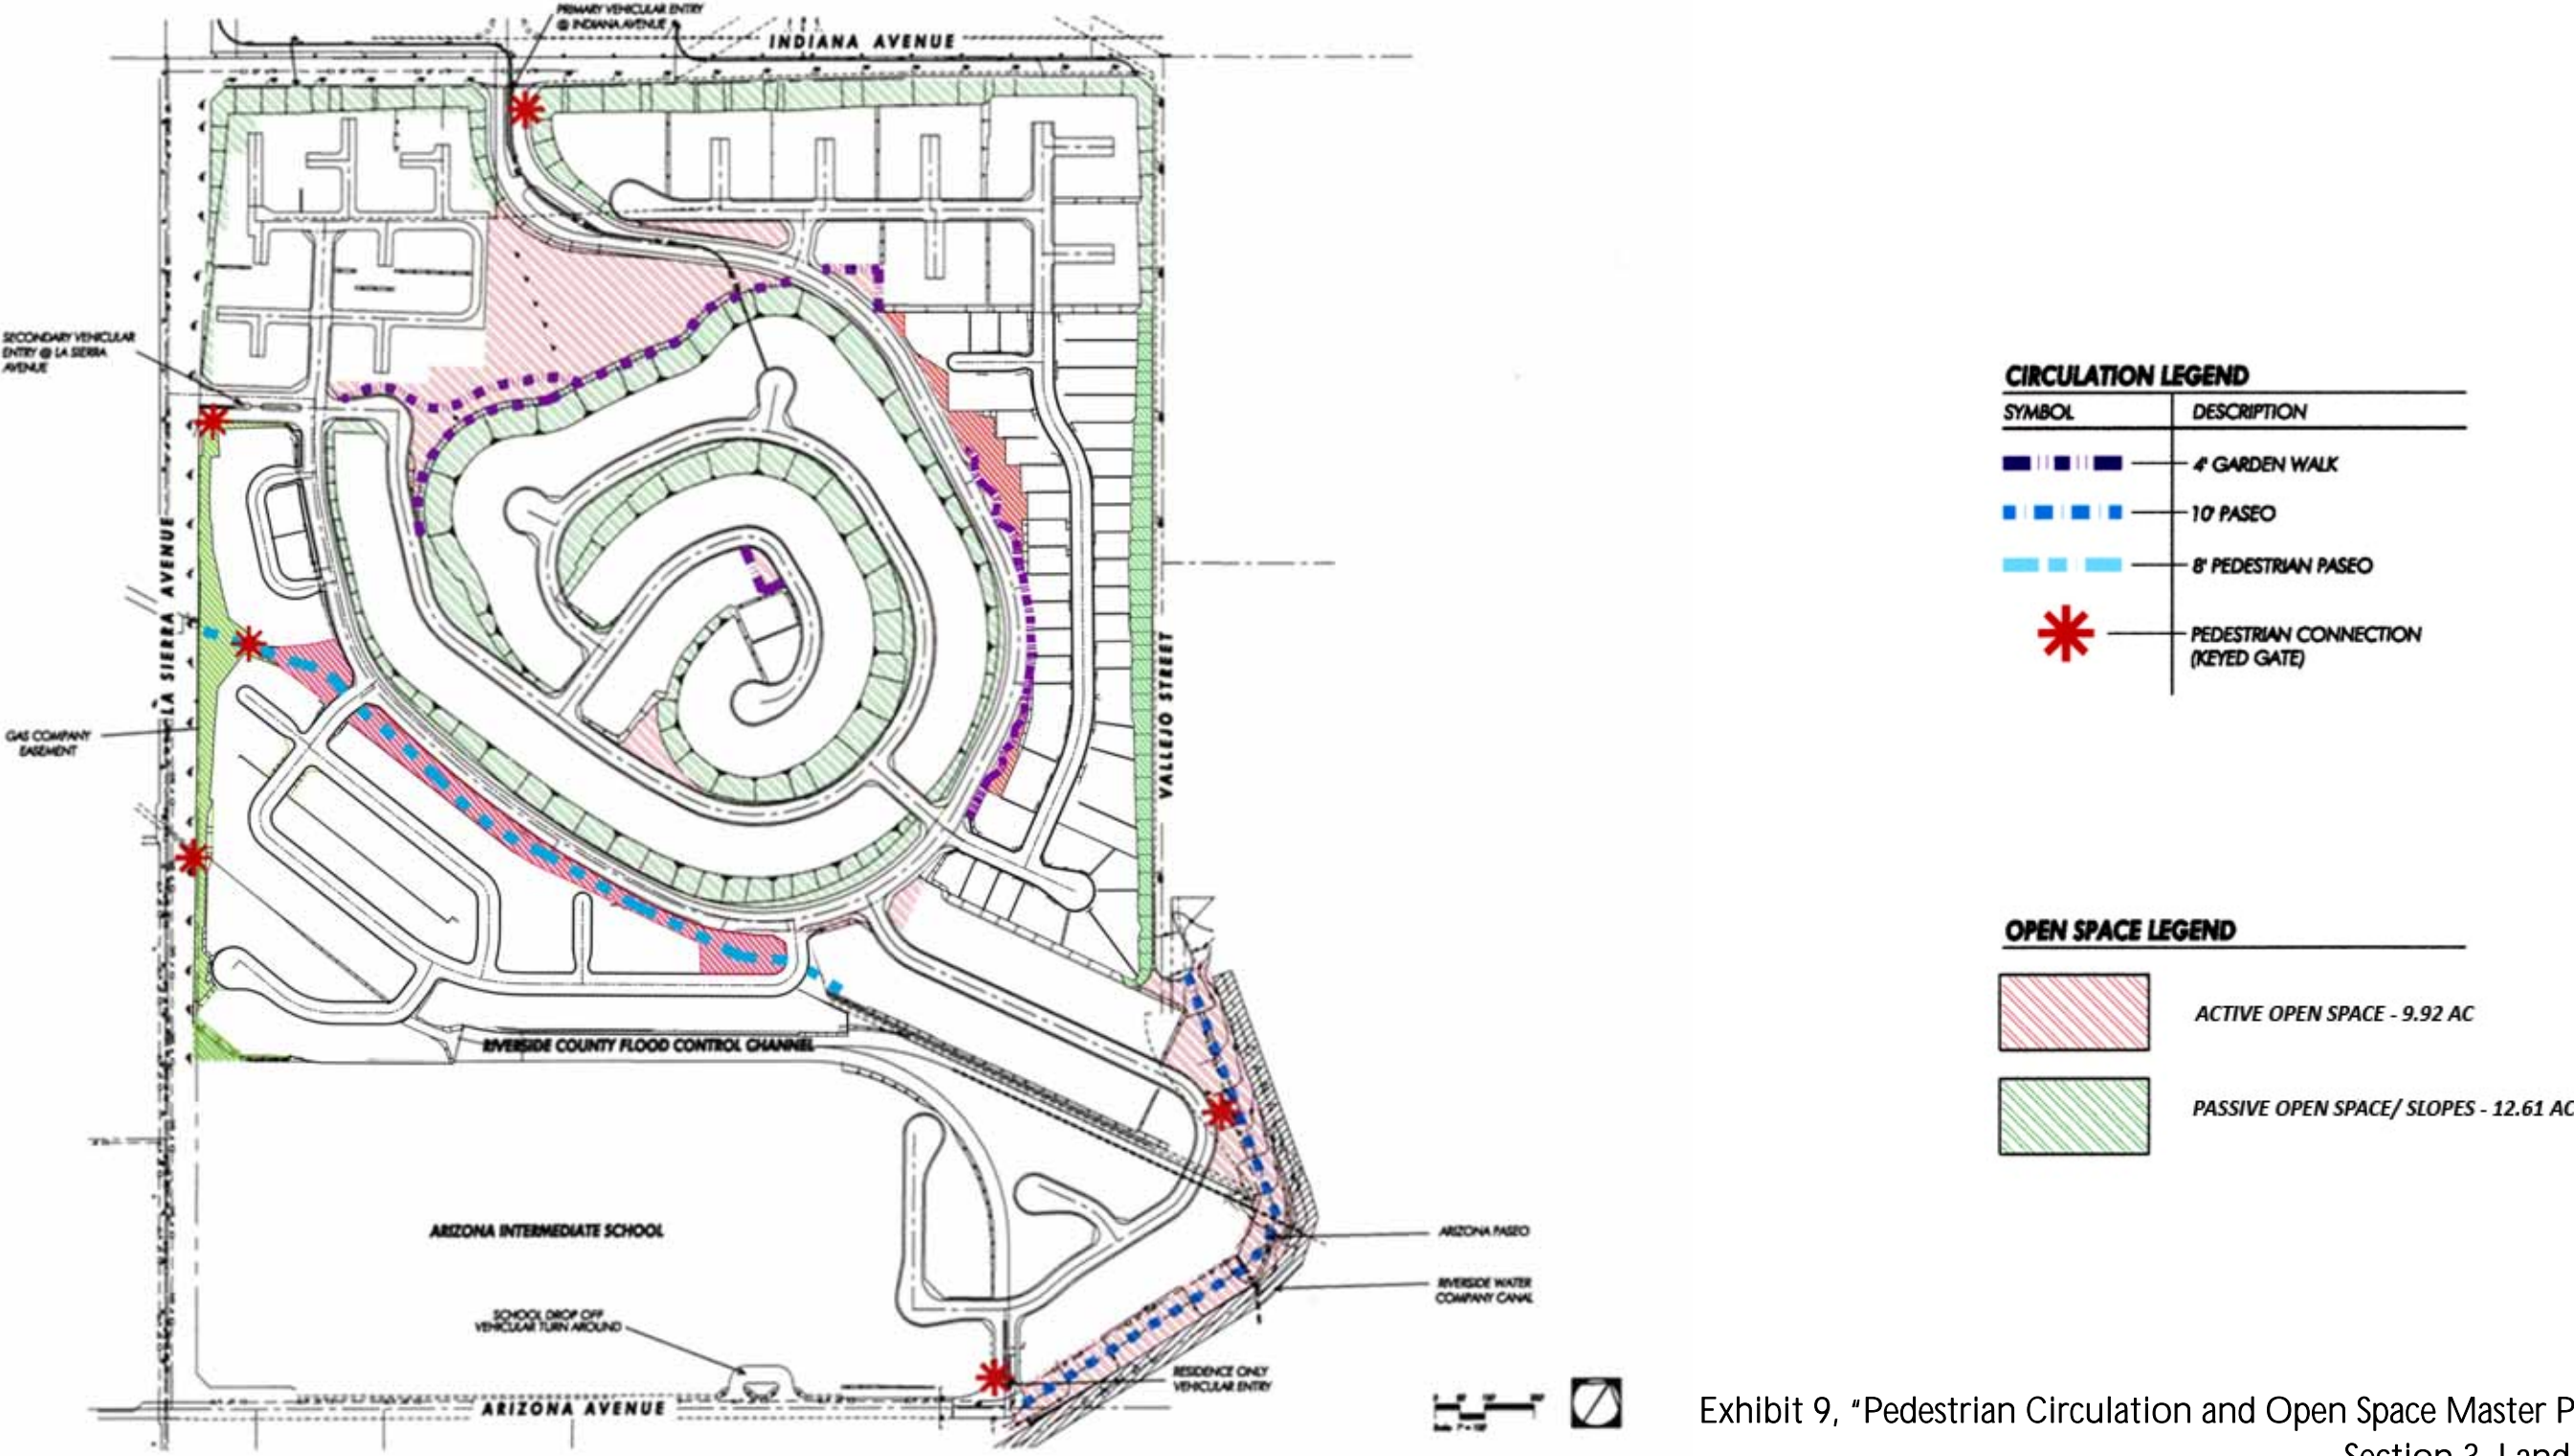 PRIMARY VEHICULAR ENTRY
@ INDIANA AVENUE
INDIANA AVENUE
SECONDARY VEHICULAR
ENTRY @ LA SIERRA
AVENUE
LA SIERRA AVENUE
GAS COMPANY
EASEMENT
VALLEJO STREET
RIVERSIDE COUNTY FLOOD CONTROL CHANNEL
ARIZONA INTERMEDIATE SCHOOL
SCHOOL DROP OFF
VEHICULAR TURN AROUND
ARIZONA AVENUE
ARIZONA PASEO
RIVERSIDE WATER
COMPANY CANAL
RESIDENCE ONLY
VEHICULAR ENTRY
CIRCULATION LEGEND
SYMBOL DESCRIPTION
4' GARDEN WALK
10' PASEO
8' PEDESTRIAN PASEO
PEDESTRIAN CONNECTION
(KEYED GATE)
OPEN SPACE LEGEND
ACTIVE OPEN SPACE - 9.92 AC
PASSIVE OPEN SPACE/ SLOPES - 12.61 AC
Exhibit 9, “Pedestrian Circulation and Open Space Master P